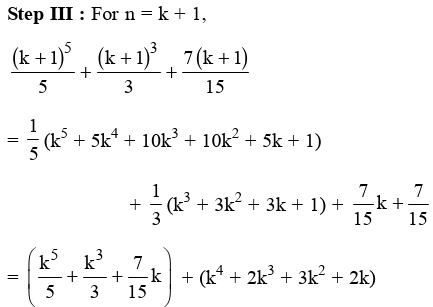 Step III : For n = k + 1,
(k + 1)^5/5 + (k + 1)^3/3 + 7(k + 1)/15
= 1/5 (k^5 + 5k^4 + 10k^3 + 10k^2 + 5k + 1)
+ 1/3 (k^3 + 3k^2 + 3k + 1) + 7/15 k + 7/15
= (k^5/5 + k^3/3 + 7/15 k) + (k^4 + 2k^3 + 3k^2 + 2k)